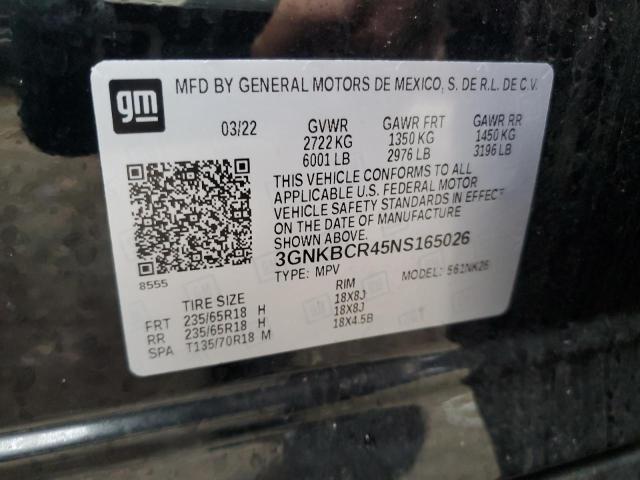 gm
MFD BY GENERAL MOTORS DE MEXICO, S. DE R.L. DE C.V.
03/22 GVWR GAWR FRT GAWR RR
2722 KG 1350 KG 1450 KG
6001 LB 2976 LB 3196 LB
THIS VEHICLE CONFORMS TO ALL
APPLICABLE U.S. FEDERAL MOTOR
VEHICLE SAFETY STANDARDS IN EFFECT
ON THE DATE OF MANUFACTURE
SHOWN ABOVE.
3GNKBCR45NS165026
TYPE: MPV MODEL: 561NK26
8555
TIRE SIZE RIM
FRT 235/65R18 H 18X8J
RR 235/65R18 H 18X8J
SPA T135/70R18 M 18X4.5B